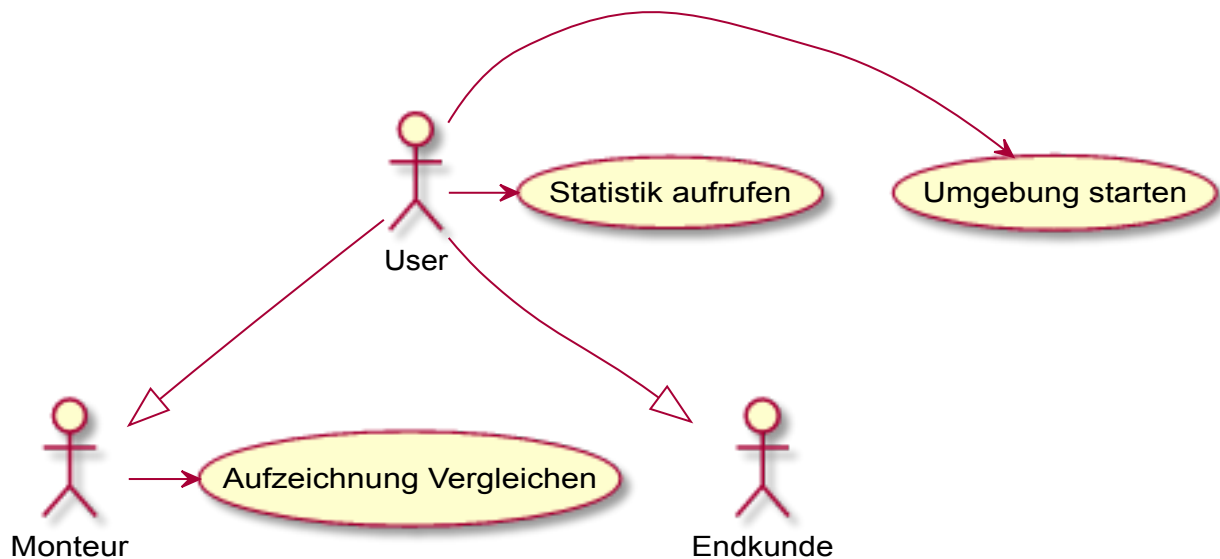 Statistik aufrufen
Umgebung starten
User
Aufzeichnung Vergleichen
Monteur
Endkunde